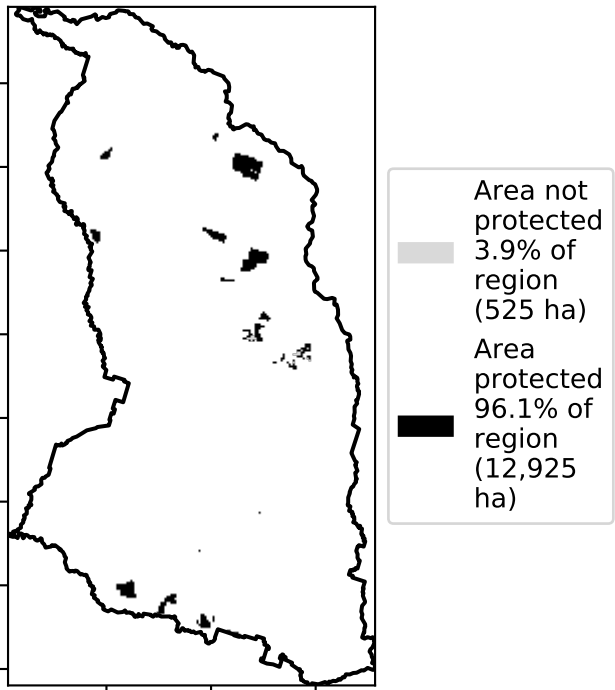 Area not
protected
3.9% of
region
(525 ha)
Area
protected
96.1% of
region
(12,925
ha)